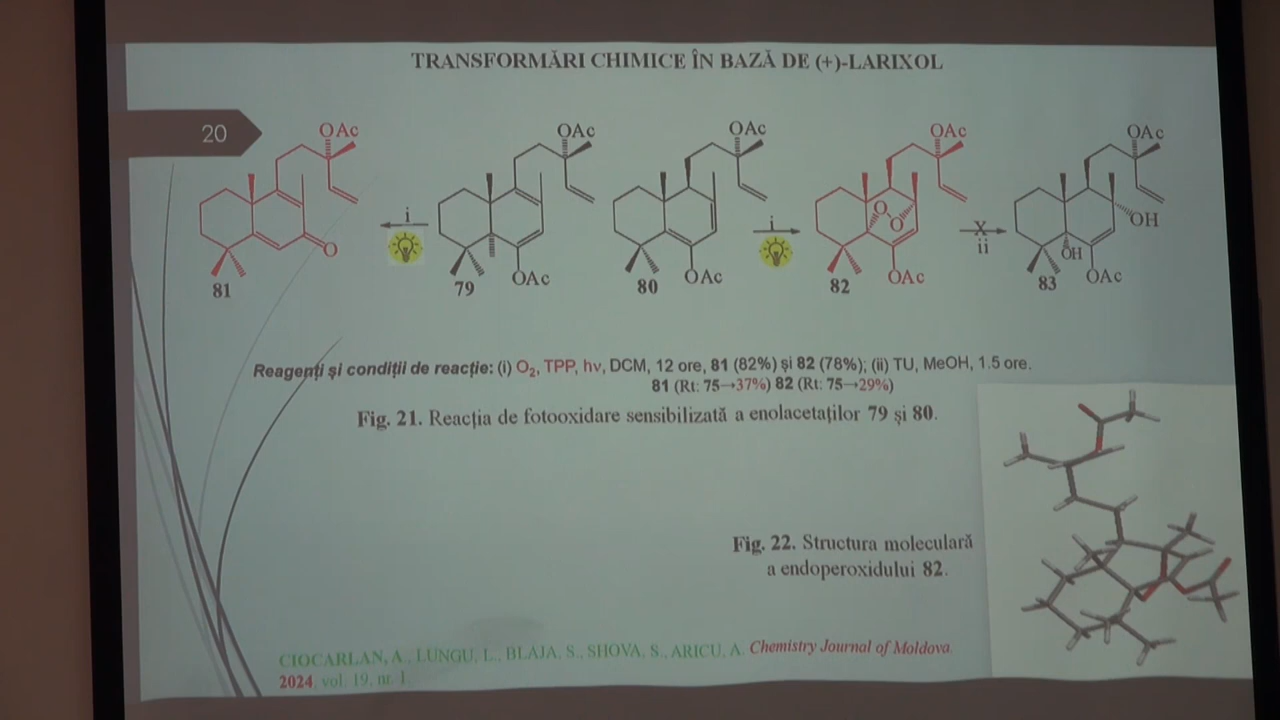 TRANSFORMĂRI CHIMICE ÎN BAZĂ DE (+)-LARIXOL
20
OAc
OAc
OAc
OAc
OAc
i
i
X
ii
O
O
O
OH
OH
OAc
OAc
OAc
OAc
81
79
80
82
83
Reagenți și condiții de reacție: (i) O2, TPP, hν, DCM, 12 ore, 81 (82%) și 82 (78%); (ii) TU, MeOH, 1.5 ore.
81 (Rt: 75→37%) 82 (Rt: 75→29%)
Fig. 21. Reacția de fotooxidare sensibilizată a enolacetaților 79 și 80.
Fig. 22. Structura moleculară
a endoperoxidului 82.
CIOCARLAN, A., LUNGU, L., BLAJA, S., SHOVA, S., ARICU, A. Chemistry Journal of Moldova.
2024, vol. 19, nr. 1.